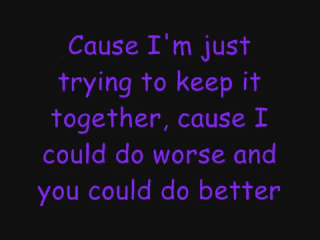 Cause I'm just
trying to keep it
together, cause I
could do worse and
you could do better